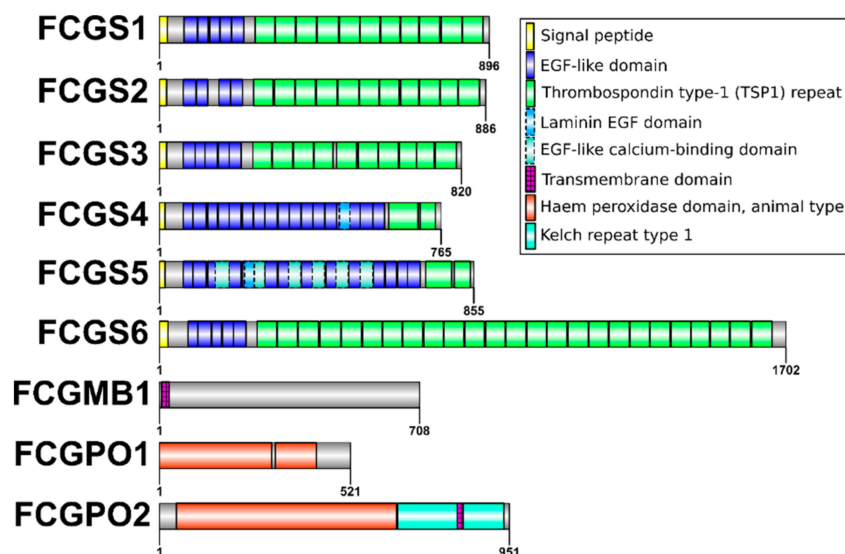 FCGS1
1 896
FCGS2
1 886
FCGS3
1 820
FCGS4
1 765
FCGS5
1 855
FCGS6
1 1702
FCGMB1
1 708
FCGPO1
1 521
FCGPO2
1 951
Signal peptide
EGF-like domain
Thrombospondin type-1 (TSP1) repeat
Laminin EGF domain
EGF-like calcium-binding domain
Transmembrane domain
Haem peroxidase domain, animal type
Kelch repeat type 1